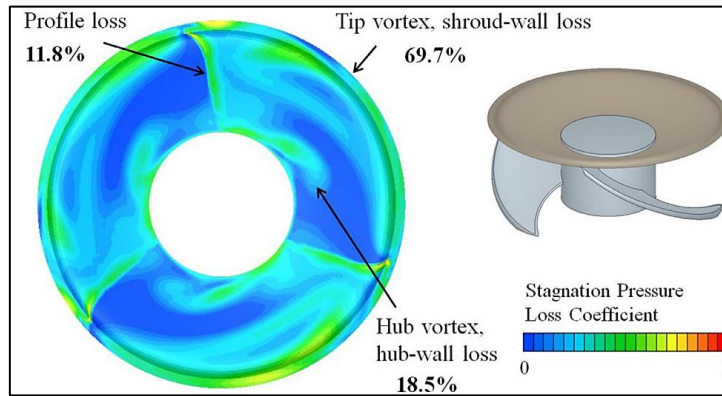 Profile loss
11.8%
Tip vortex, shroud-wall loss
69.7%
Hub vortex,
hub-wall loss
18.5%
Stagnation Pressure
Loss Coefficient
0